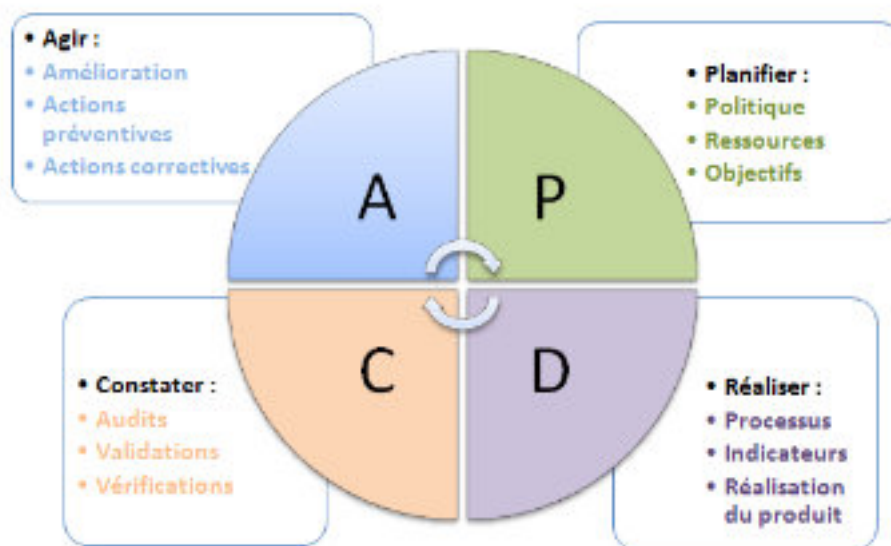 • Agir :
• Amélioration
• Actions
préventives
• Actions correctives
• Planifier :
• Politique
• Ressources
• Objectifs
A
P
C
D
• Constater :
• Audits
• Validations
• Vérifications
• Réaliser :
• Processus
• Indicateurs
• Réalisation
du produit